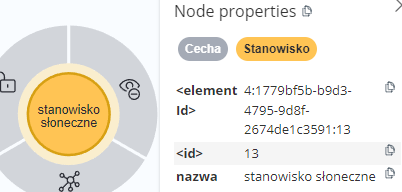 Node properties
Cecha Stanowisko
stanowisko
słoneczne
<element
Id>
4:1779bf5b-b9d3-
4795-9d8f-
2674de1c3591:13
<id> 13
nazwa stanowisko słoneczne